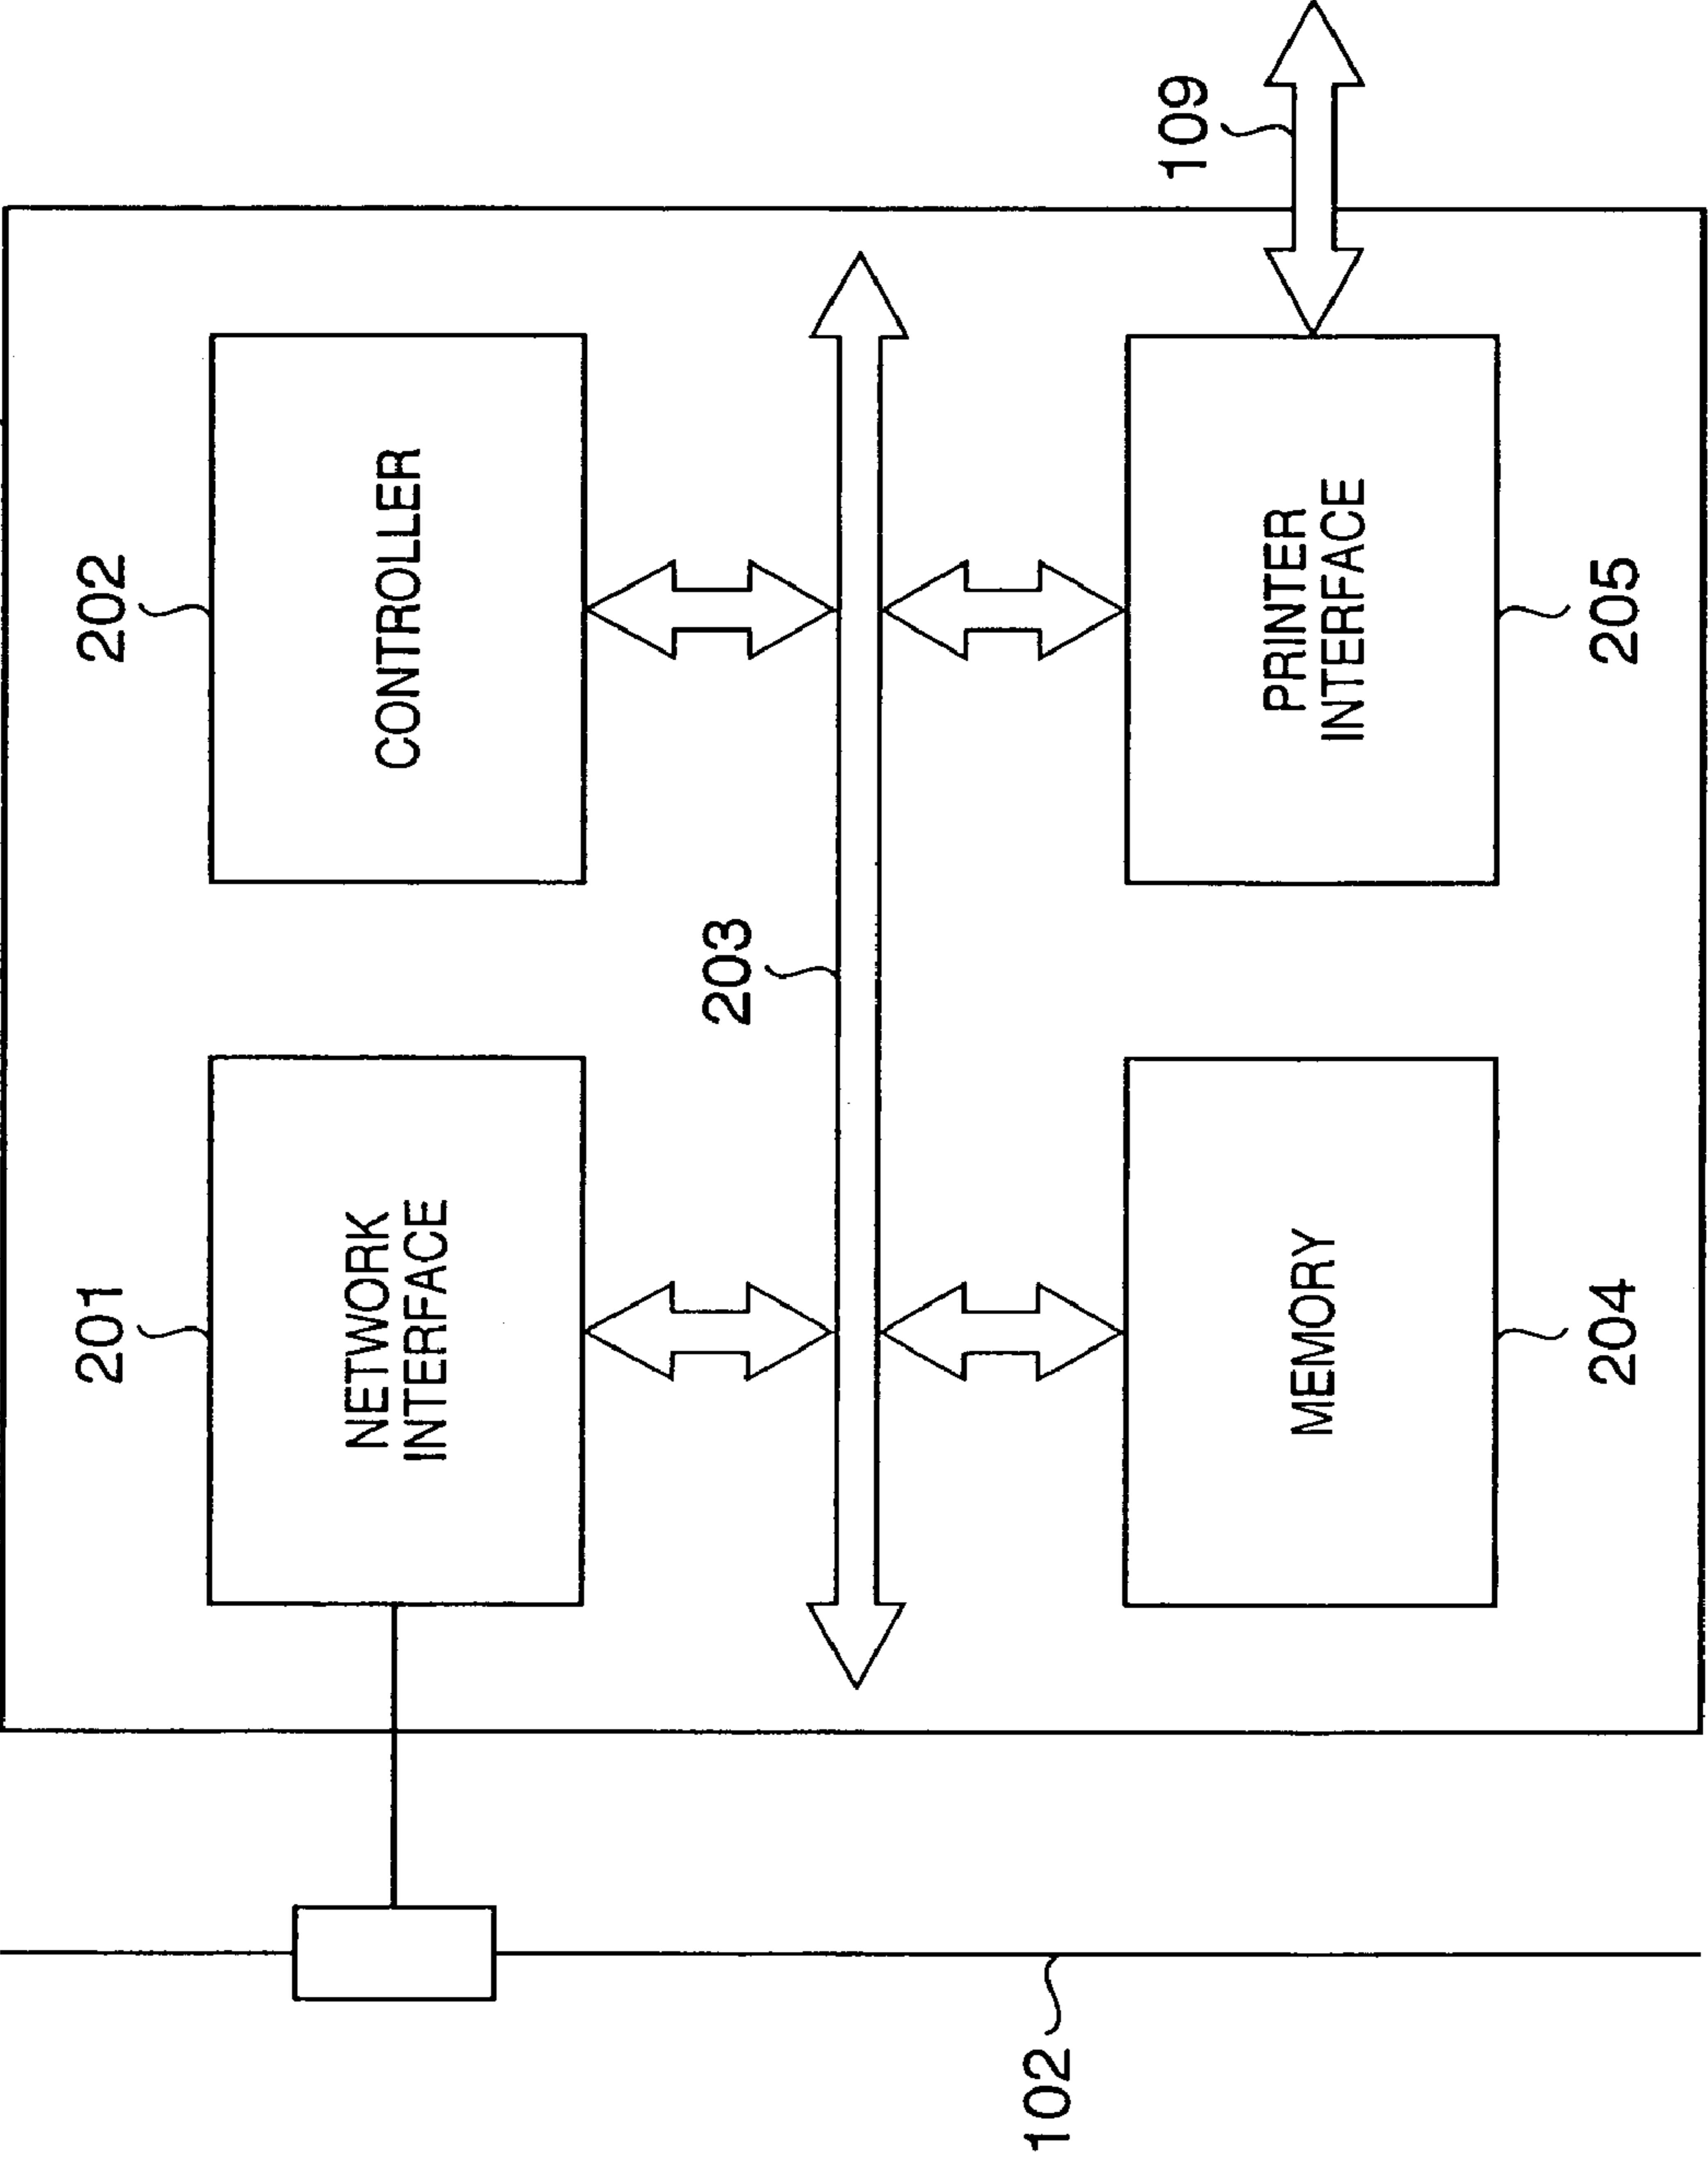 201
202
NETWORK
INTERFACE
CONTROLLER
203
109
MEMORY
PRINTER
INTERFACE
102
204
205